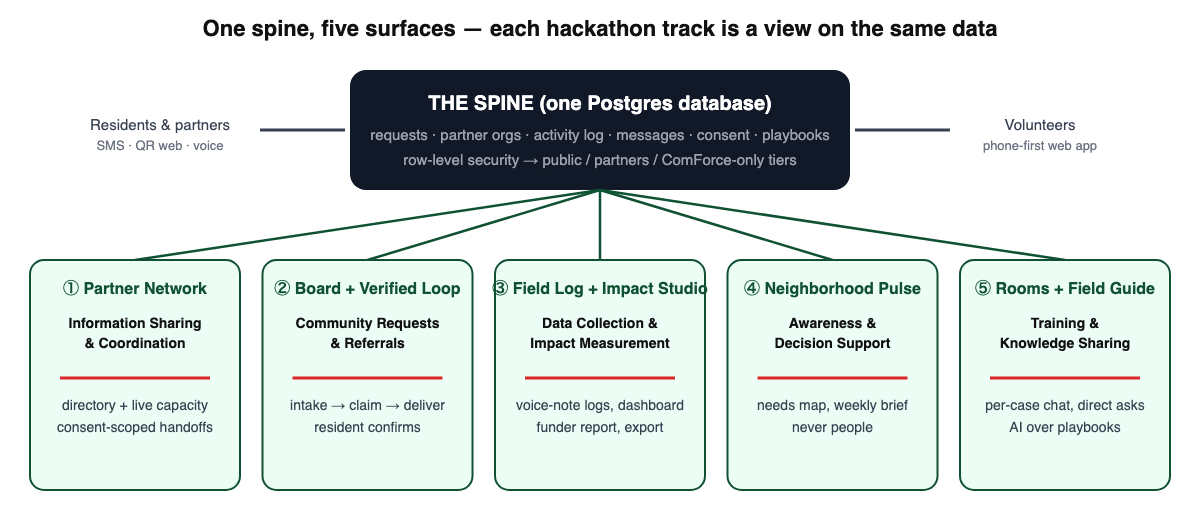 One spine, five surfaces — each hackathon track is a view on the same data
THE SPINE (one Postgres database)
requests · partner orgs · activity log · messages · consent · playbooks
row-level security → public / partners / ComForce-only tiers
Residents & partners
SMS · QR web · voice
Volunteers
phone-first web app
① Partner Network
Information Sharing
& Coordination
directory + live capacity
consent-scoped handoffs
② Board + Verified Loop
Community Requests
& Referrals
intake → claim → deliver
resident confirms
③ Field Log + Impact Studio
Data Collection &
Impact Measurement
voice-note logs, dashboard
funder report, export
④ Neighborhood Pulse
Awareness &
Decision Support
needs map, weekly brief
never people
⑤ Rooms + Field Guide
Training &
Knowledge Sharing
per-case chat, direct asks
AI over playbooks